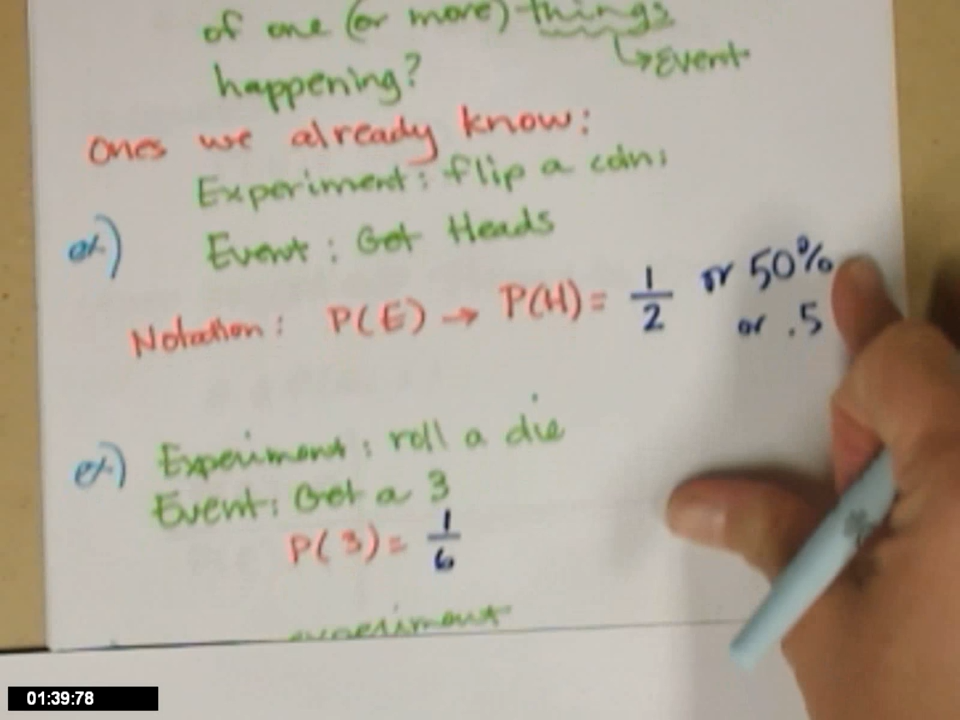 of one (or more) things
↳Event
happening?
Ones we already know:
Experiment: flip a coin:
ex)
Event: Get Heads
Notation: P(E) → P(H) = 1/2 or 50%
or .5
ex) Experiment: roll a die
Event: Get a 3
P(3) = 1/6
experiment
01:39:78